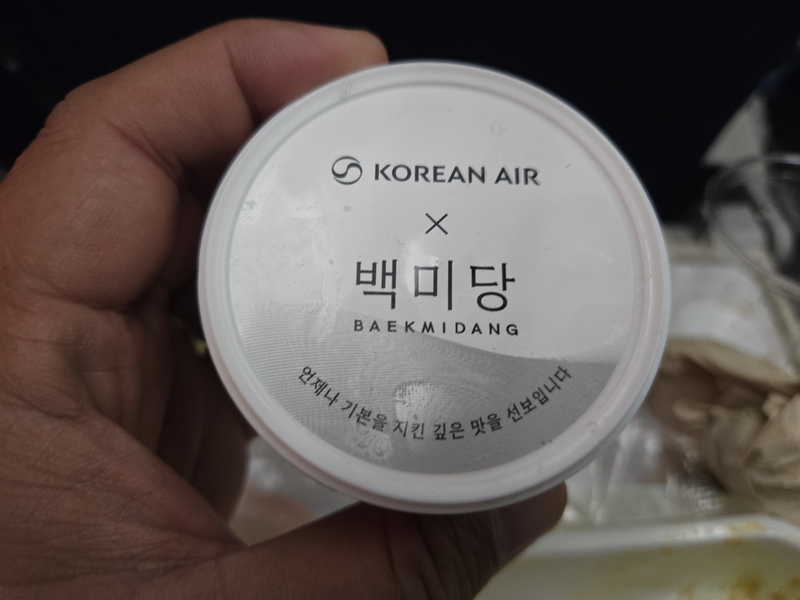 KOREAN AIR
×
백미당
BAEKMIDANG
언제나 기본을 지킨 깊은 맛을 선보입니다